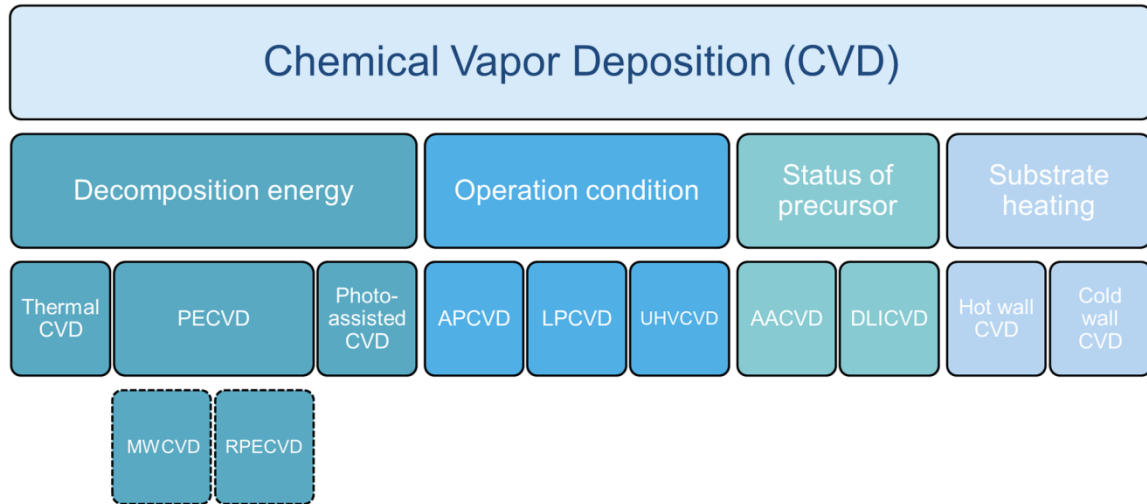 Chemical Vapor Deposition (CVD)
Decomposition energy
Operation condition
Status of
precursor
Substrate
heating
Thermal
CVD
PECVD
Photo-
assisted
CVD
APCVD
LPCVD
UHVCVD
AACVD
DLICVD
Hot wall
CVD
Cold
wall
CVD
MWCVD
RPECVD